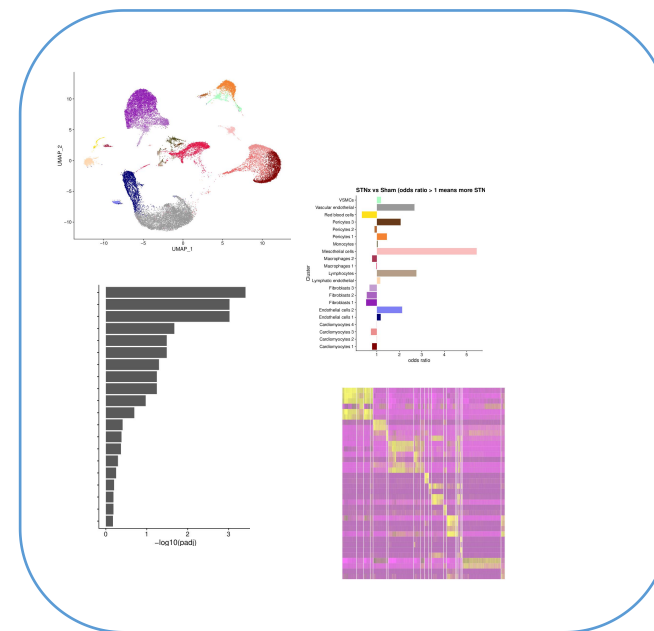 10
5
0
−5
−10
UMAP_2
−10
−5
0
5
10
UMAP_1
STNx vs Sham (odds ratio > 1 means more STN
VSMCs
Vascular endothelial
Red blood cells
Pericytes 3
Pericytes 2
Pericytes 1
Monocytes
Mesothelial cells
Macrophages 2
Macrophages 1
Lymphocytes
Lymphatic endothelial
Fibroblasts 3
Fibroblasts 2
Fibroblasts 1
Endothelial cells 2
Endothelial cells 1
Cardiomyocytes 4
Cardiomyocytes 3
Cardiomyocytes 2
Cardiomyocytes 1
Cluster
1
2
3
4
5
odds ratio
0
1
2
3
−log10(padj)